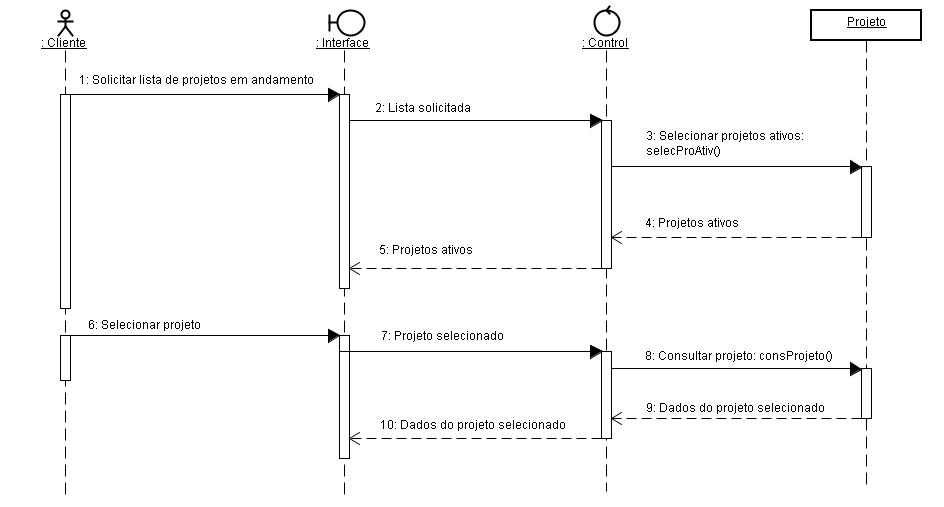 : Cliente
: Interface
: Control
Projeto
1: Solicitar lista de projetos em andamento
2: Lista solicitada
3: Selecionar projetos ativos:
selecProAtiv()
4: Projetos ativos
5: Projetos ativos
6: Selecionar projeto
7: Projeto selecionado
8: Consultar projeto: consProjeto()
9: Dados do projeto selecionado
10: Dados do projeto selecionado